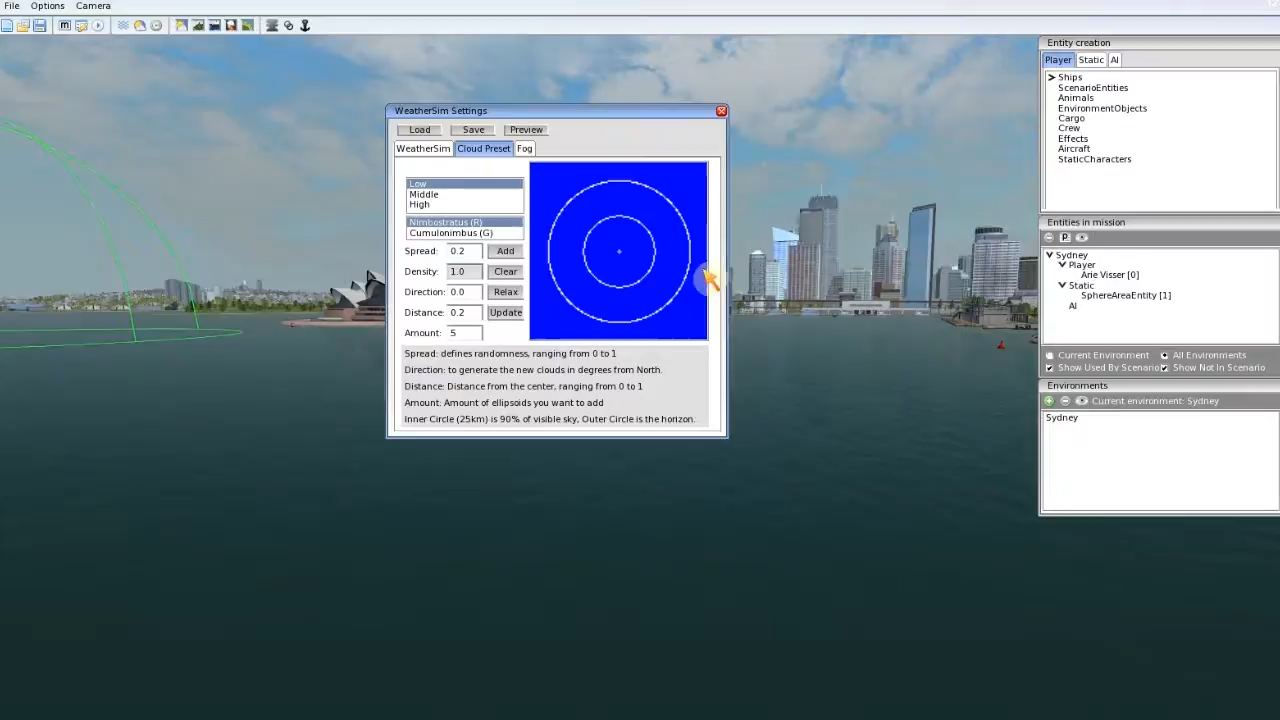 File Options Camera
m
WeatherSim Settings
Load Save Preview
WeatherSim Cloud Preset Fog
Low
Middle
High
Nimbostratus (R)
Cumulonimbus (G)
Spread: 0.2 Add
Density: 1.0 Clear
Direction: 0.0 Relax
Distance: 0.2 Update
Amount: 5
Spread: defines randomness, ranging from 0 to 1
Direction: to generate the new clouds in degrees from North.
Distance: Distance from the center, ranging from 0 to 1
Amount: Amount of ellipsoids you want to add
Inner Circle (25km) is 90% of visible sky, Outer Circle is the horizon.
Entity creation
Player Static AI
Ships
ScenarioEntities
Animals
EnvironmentObjects
Cargo
Crew
Effects
Aircraft
StaticCharacters
Entities in mission
P
Sydney
Player
Arie Visser [0]
Static
SphereAreaEntity [1]
AI
Current Environment All Environments
Show Used By Scenario Show Not In Scenario
Environments
Current environment: Sydney
Sydney